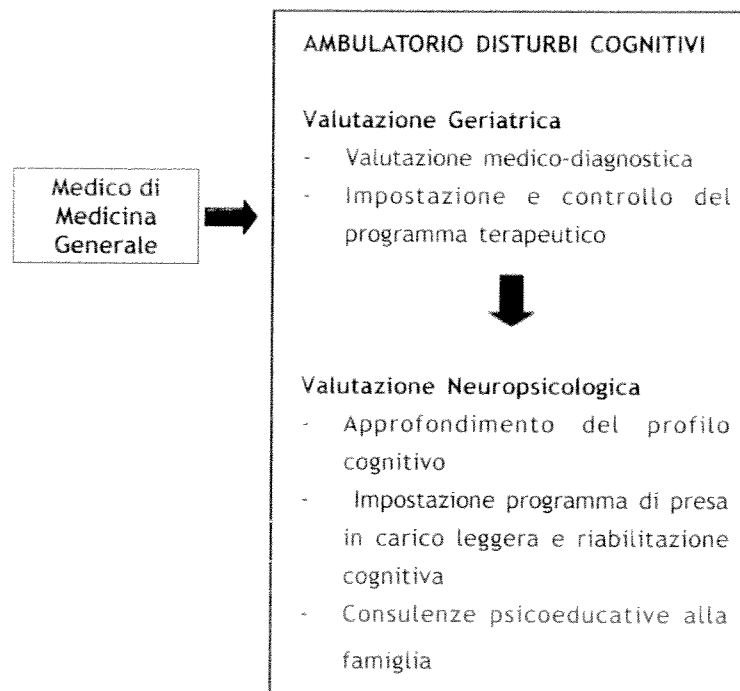 Medico di
Medicina
Generale
AMBULATORIO DISTURBI COGNITIVI
Valutazione Geriatrica
- Valutazione medico-diagnostica
- Impostazione e controllo del
programma terapeutico
Valutazione Neuropsicologica
- Approfondimento del profilo
cognitivo
- Impostazione programma di presa
in carico leggera e riabilitazione
cognitiva
- Consulenze psicoeducative alla
famiglia